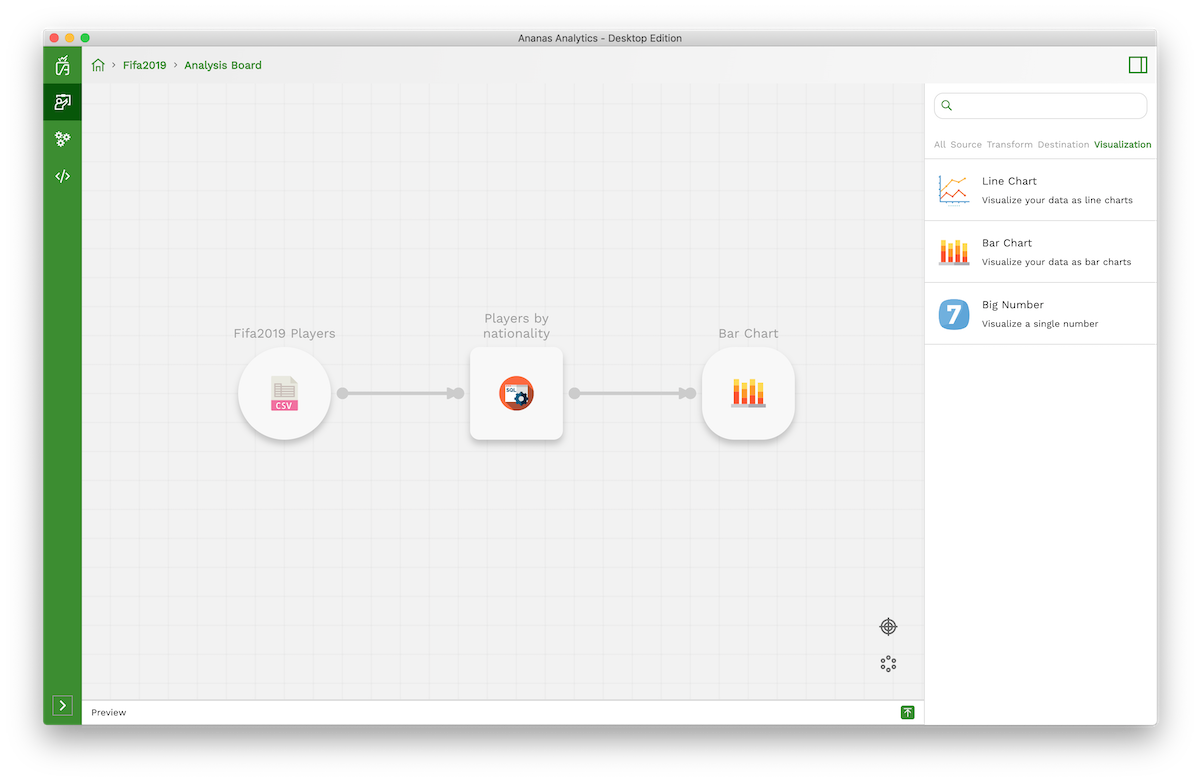 Ananas Analytics - Desktop Edition
Fifa2019 › Analysis Board
All Source Transform Destination Visualization
Line Chart
Visualize your data as line charts
Bar Chart
Visualize your data as bar charts
7
Big Number
Visualize a single number
Fifa2019 Players
Players by
nationality
Bar Chart
CSV
SQL
Preview